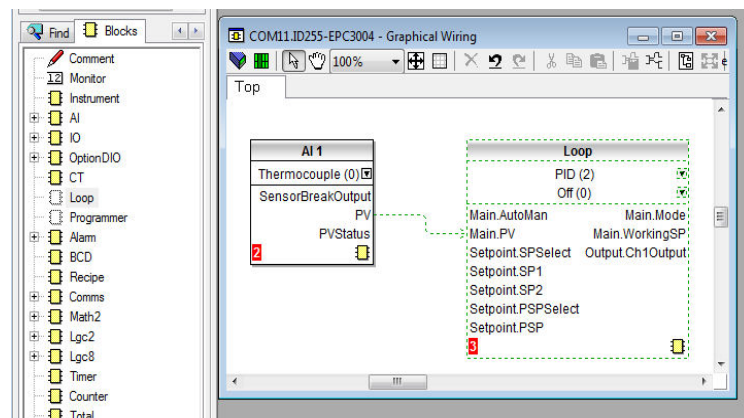 Find
Blocks
Comment
12 Monitor
Instrument
AI
IO
OptionDIO
CT
Loop
Programmer
Alarm
BCD
Recipe
Comms
Math2
Lgc2
Lgc8
Timer
Counter
Total
COM11.ID255-EPC3004 - Graphical Wiring
100%
Top
AI 1
Thermocouple (0)
SensorBreakOutput
PV
PVStatus
2
Loop
PID (2)
Off (0)
Main.AutoMan Main.Mode
Main.PV Main.WorkingSP
Setpoint.SPSelect Output.Ch1Output
Setpoint.SP1
Setpoint.SP2
Setpoint.PSPSelect
Setpoint.PSP
3